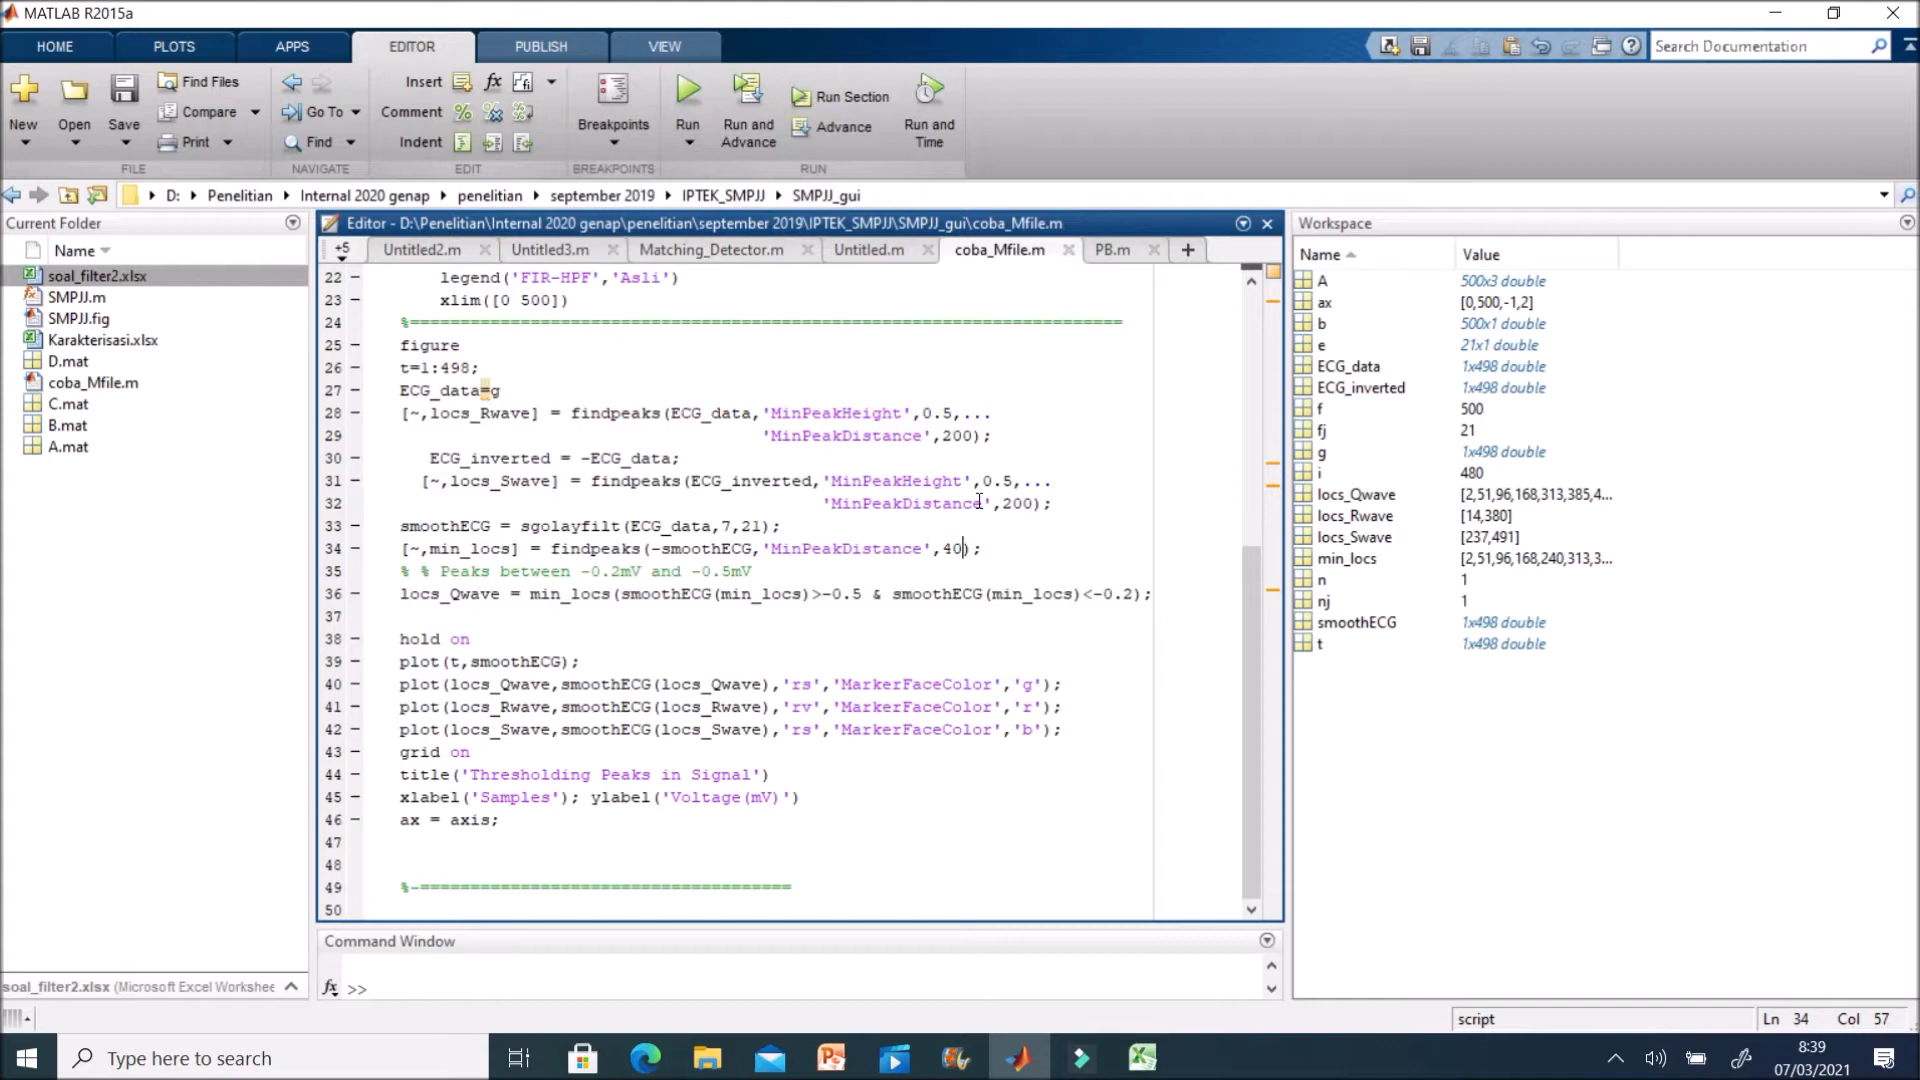 MATLAB R2015a
HOME PLOTS APPS EDITOR PUBLISH VIEW Search Documentation
New Open Save Find Files Compare Print Go To Find Insert fx Comment Indent Breakpoints Run Run and Advance Run Section Advance Run and Time
FILE NAVIGATE EDIT BREAKPOINTS RUN
D: Penelitian Internal 2020 genap penelitian september 2019 IPTEK_SMPJJ SMPJJ_gui
Current Folder
Name
soal_filter2.xlsx
SMPJJ.m
SMPJJ.fig
Karakterisasi.xlsx
D.mat
coba_Mfile.m
C.mat
B.mat
A.mat
soal_filter2.xlsx (Microsoft Excel Workshee
Editor - D:\Penelitian\Internal 2020 genap\penelitian\september 2019\IPTEK_SMPJJ\SMPJJ_gui\coba_Mfile.m
+5 Untitled2.m Untitled3.m Matching_Detector.m Untitled.m coba_Mfile.m PB.m
22 - legend('FIR-HPF','Asli')
23 - xlim([0 500])
24 %=======================================================================
25 - figure
26 - t=1:498;
27 - ECG_data=g
28 - [~,locs_Rwave] = findpeaks(ECG_data,'MinPeakHeight',0.5,...
29 'MinPeakDistance',200);
30 - ECG_inverted = -ECG_data;
31 - [~,locs_Swave] = findpeaks(ECG_inverted,'MinPeakHeight',0.5,...
32 'MinPeakDistance',200);
33 - smoothECG = sgolayfilt(ECG_data,7,21);
34 - [~,min_locs] = findpeaks(-smoothECG,'MinPeakDistance',40);
35 % % Peaks between -0.2mV and -0.5mV
36 - locs_Qwave = min_locs(smoothECG(min_locs)>-0.5 & smoothECG(min_locs)<-0.2);
37
38 - hold on
39 - plot(t,smoothECG);
40 - plot(locs_Qwave,smoothECG(locs_Qwave),'rs','MarkerFaceColor','g');
41 - plot(locs_Rwave,smoothECG(locs_Rwave),'rv','MarkerFaceColor','r');
42 - plot(locs_Swave,smoothECG(locs_Swave),'rs','MarkerFaceColor','b');
43 - grid on
44 - title('Thresholding Peaks in Signal')
45 - xlabel('Samples'); ylabel('Voltage(mV)')
46 - ax = axis;
47
48
49 %-=====================================
50
Command Window
fx >>
Workspace
Name Value
A 500x3 double
ax [0,500,-1,2]
b 500x1 double
e 21x1 double
ECG_data 1x498 double
ECG_inverted 1x498 double
f 500
fj 21
g 1x498 double
i 480
locs_Qwave [2,51,96,168,313,385,4...
locs_Rwave [14,380]
locs_Swave [237,491]
min_locs [2,51,96,168,240,313,3...
n 1
nj 1
smoothECG 1x498 double
t 1x498 double
script Ln 34 Col 57
Type here to search
8:39
07/03/2021